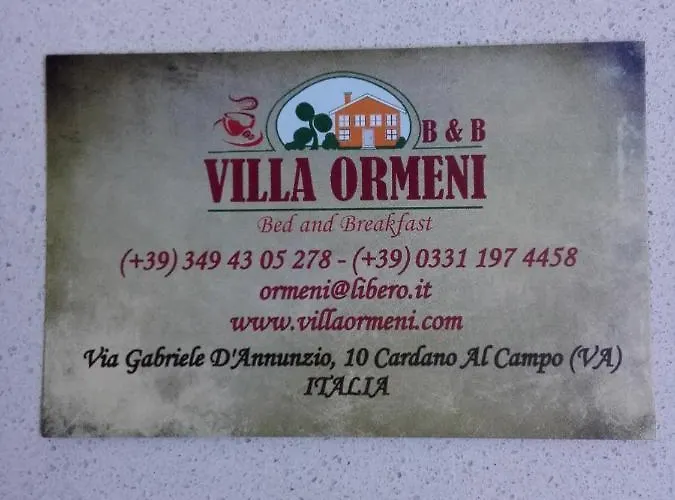 B & B
VILLA ORMENI
Bed and Breakfast
(+39) 349 43 05 278 - (+39) 0331 197 4458
ormeni@libero.it
www.villaormeni.com
Via Gabriele D'Annunzio, 10 Cardano Al Campo (VA)
ITALIA